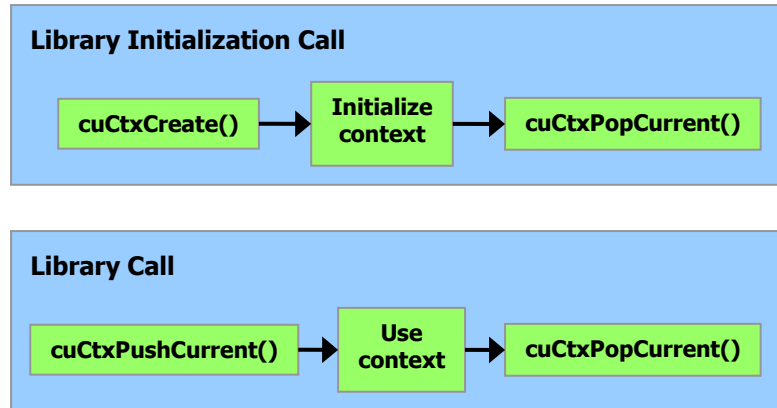 Library Initialization Call
cuCtxCreate()
Initialize
context
cuCtxPopCurrent()
Library Call
cuCtxPushCurrent()
Use
context
cuCtxPopCurrent()